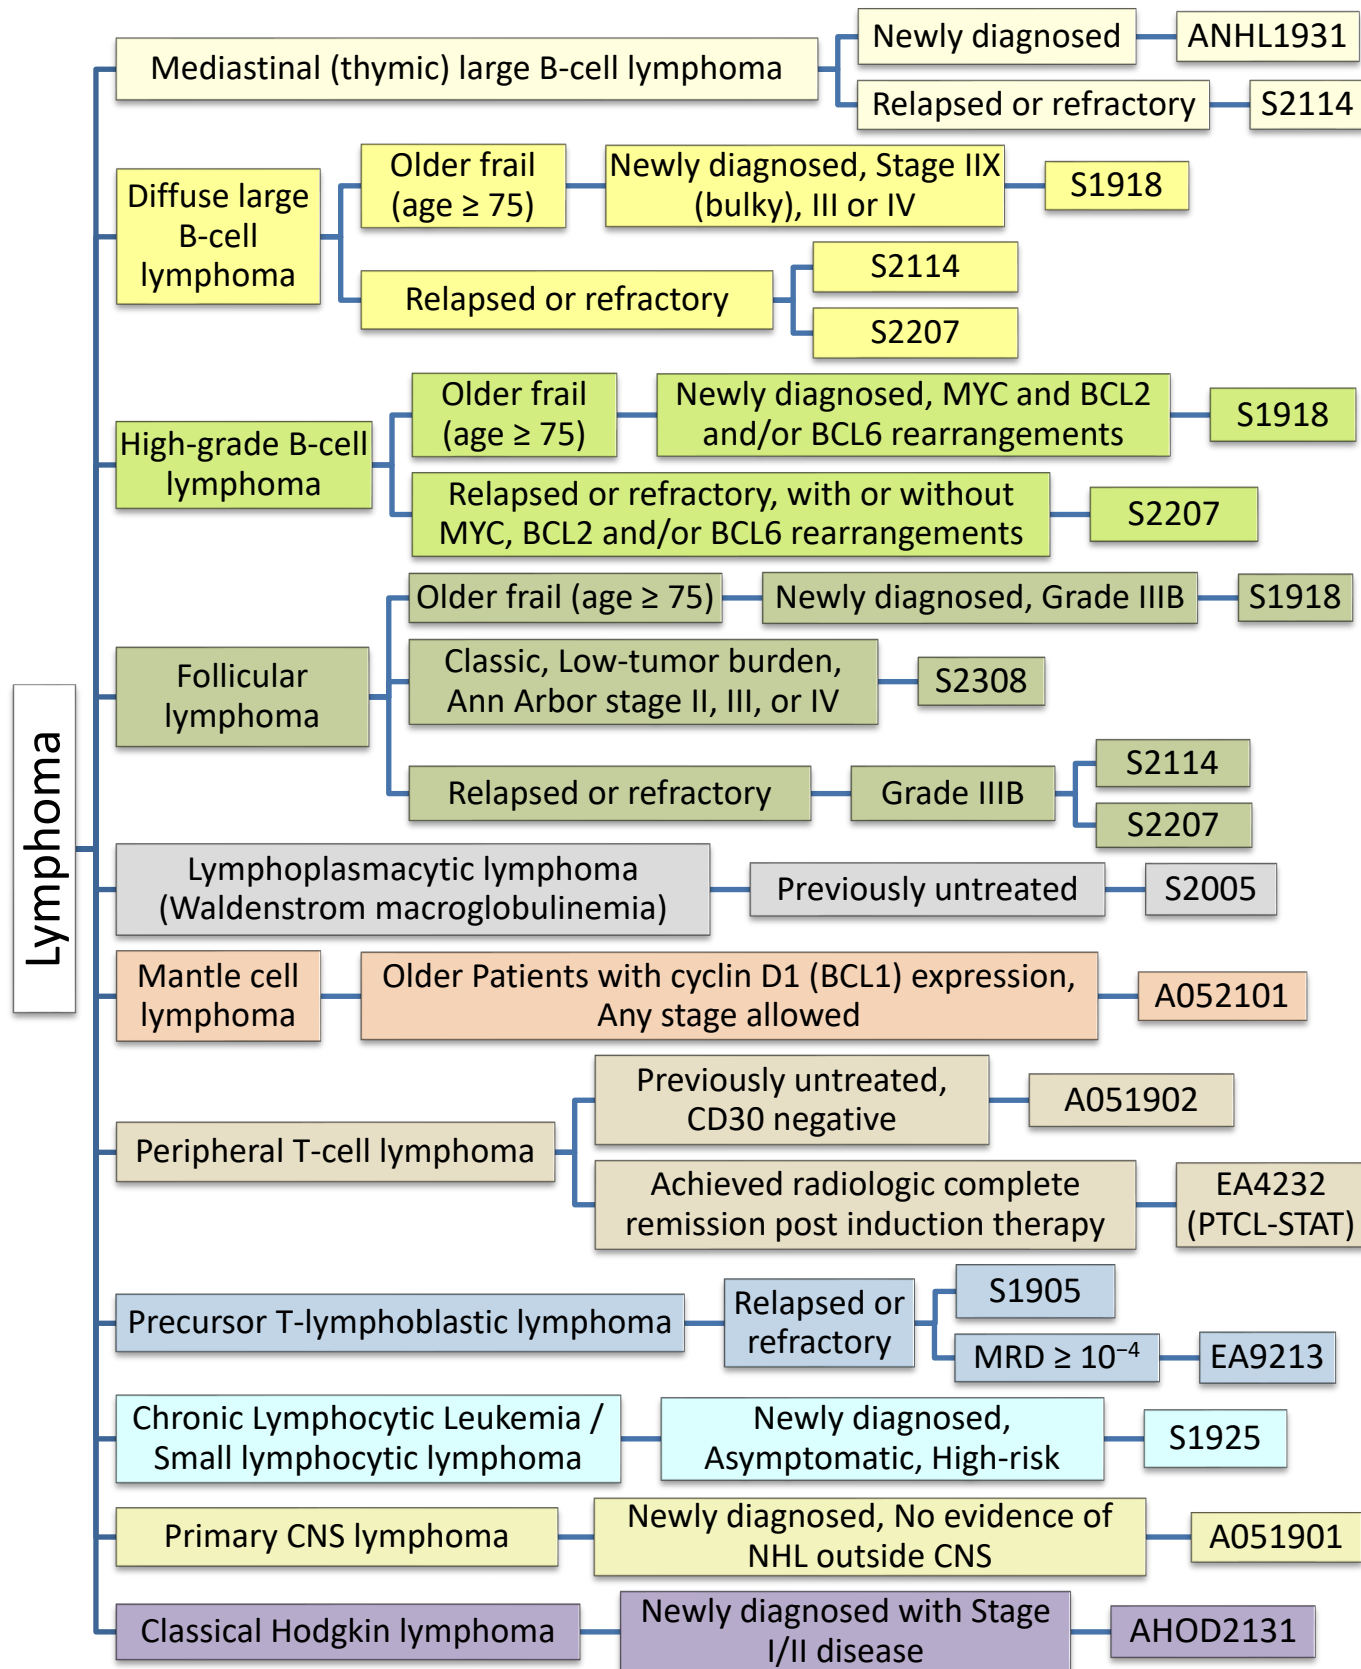 Lymphoma
Mediastinal (thymic) large B-cell lymphoma
Newly diagnosed
ANHL1931
Relapsed or refractory
S2114
Diffuse large
B-cell
lymphoma
Older frail
(age ≥ 75)
Newly diagnosed, Stage IIX
(bulky), III or IV
S1918
Relapsed or refractory
S2114
S2207
High-grade B-cell
lymphoma
Older frail
(age ≥ 75)
Newly diagnosed, MYC and BCL2
and/or BCL6 rearrangements
S1918
Relapsed or refractory, with or without
MYC, BCL2 and/or BCL6 rearrangements
S2207
Follicular
lymphoma
Older frail (age ≥ 75)
Newly diagnosed, Grade IIIB
S1918
Classic, Low-tumor burden,
Ann Arbor stage II, III, or IV
S2308
Relapsed or refractory
Grade IIIB
S2114
S2207
Lymphoplasmacytic lymphoma
(Waldenstrom macroglobulinemia)
Previously untreated
S2005
Mantle cell
lymphoma
Older Patients with cyclin D1 (BCL1) expression,
Any stage allowed
A052101
Peripheral T-cell lymphoma
Previously untreated,
CD30 negative
A051902
Achieved radiologic complete
remission post induction therapy
EA4232
(PTCL-STAT)
Precursor T-lymphoblastic lymphoma
Relapsed or
refractory
S1905
MRD ≥ 10⁻⁴
EA9213
Chronic Lymphocytic Leukemia /
Small lymphocytic lymphoma
Newly diagnosed,
Asymptomatic, High-risk
S1925
Primary CNS lymphoma
Newly diagnosed, No evidence of
NHL outside CNS
A051901
Classical Hodgkin lymphoma
Newly diagnosed with Stage
I/II disease
AHOD2131